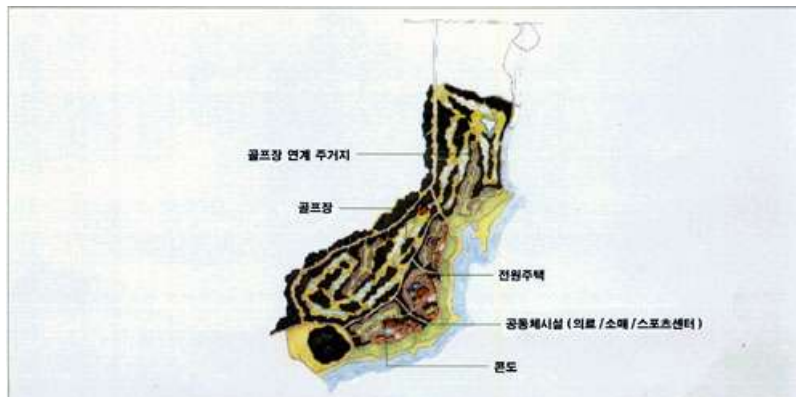 골프장 연계 주거지
골프장
전원주택
공동체시설 (의료/소매/스포츠센터)
콘도